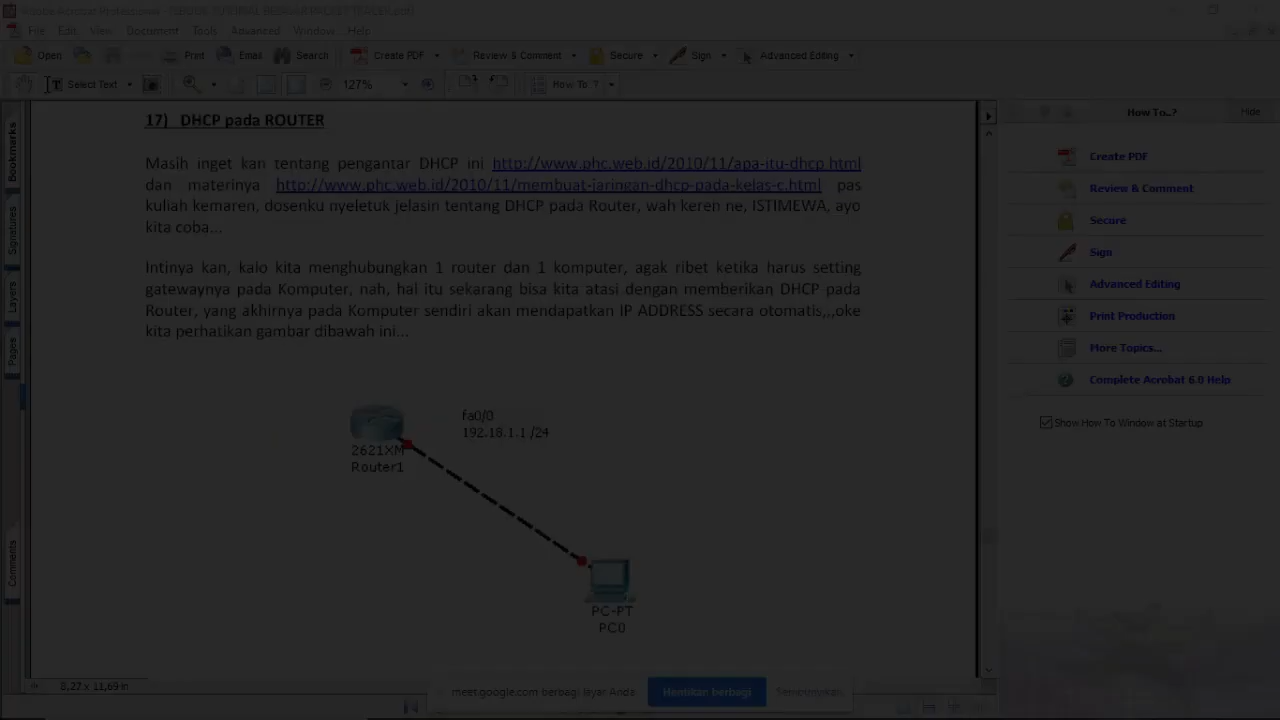 File Edit View Document Tools Advanced Window Help
Open Print Email Search Create PDF Review & Comment Secure Sign Advanced Editing
Select Text 127% How To..?
17) DHCP pada ROUTER
Masih inget kan tentang pengantar DHCP ini http://www.phc.web.id/2010/11/apa-itu-dhcp.html
dan materinya http://www.phc.web.id/2010/11/membuat-jaringan-dhcp-pada-kelas-c.html pas
kuliah kemaren, dosenku nyeletuk jelasin tentang DHCP pada Router, wah keren ne, ISTIMEWA, ayo
kita coba...
Intinya kan, kalo kita menghubungkan 1 router dan 1 komputer, agak ribet ketika harus setting
gatewaynya pada Komputer, nah, hal itu sekarang bisa kita atasi dengan memberikan DHCP pada
Router, yang akhirnya pada Komputer sendiri akan mendapatkan IP ADDRESS secara otomatis,,,oke
kita perhatikan gambar dibawah ini...
fa0/0
192.18.1.1 /24
2621XM
Router1
PC-PT
PC0
8,27 x 11,69 in
Bookmarks
Signatures
Layers
Pages
Comments
How To..? Hide
Create PDF
Review & Comment
Secure
Sign
Advanced Editing
Print Production
More Topics...
Complete Acrobat 6.0 Help
Show How To Window at Startup
meet.google.com berbagi layar Anda Hentikan berbagi Sembunyikan